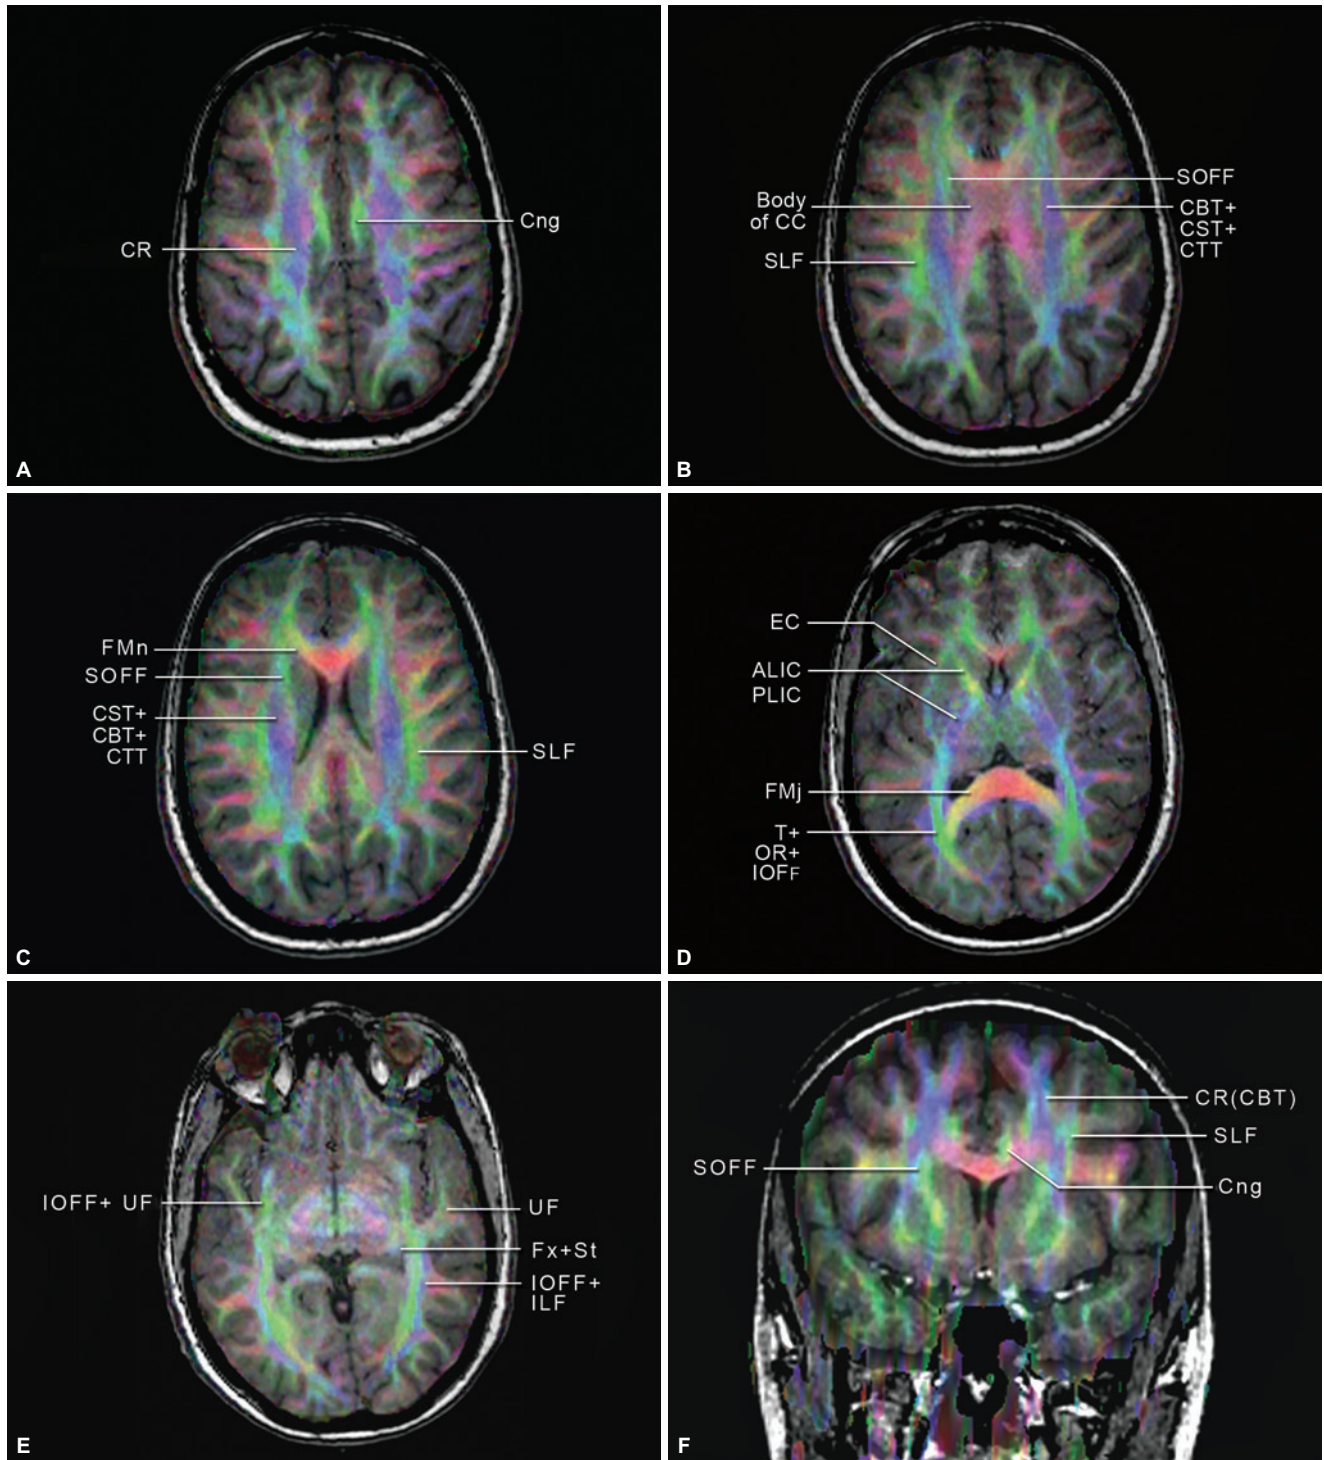 CR
Cng
A
SOFF
Body
of CC
CBT+
CST+
CTT
SLF
B
FMn
SOFF
CST+
CBT+
CTT
SLF
C
EC
ALIC
PLIC
FMj
T+
OR+
IOFF
D
IOFF+ UF
UF
Fx+St
IOFF+
ILF
E
CR(CBT)
SLF
SOFF
Cng
F